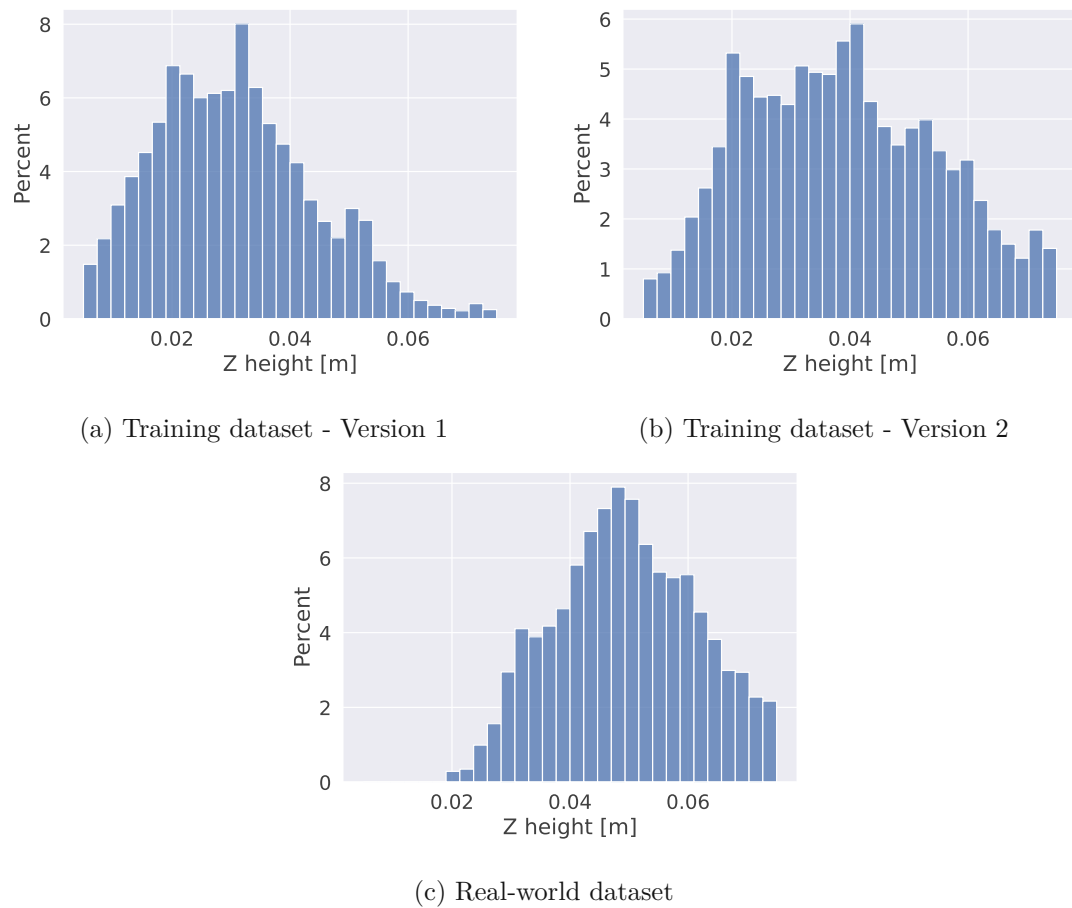 8
6
4
2
0
Percent
0.02 0.04 0.06
Z height [m]
(a) Training dataset - Version 1
6
5
4
3
2
1
0
Percent
0.02 0.04 0.06
Z height [m]
(b) Training dataset - Version 2
8
6
4
2
0
Percent
0.02 0.04 0.06
Z height [m]
(c) Real-world dataset